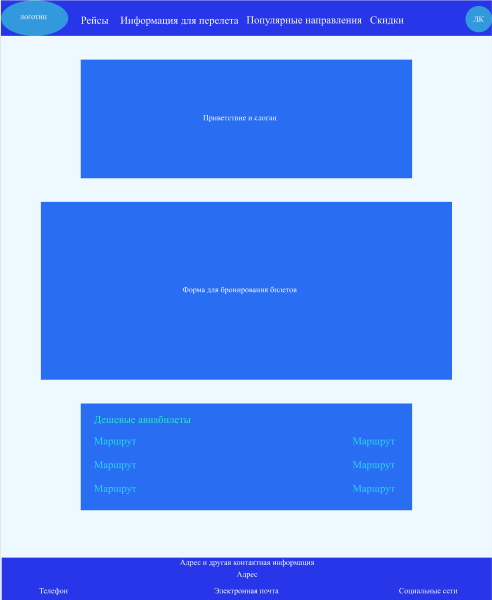 логотип
Рейсы Информация для перелета Популярные направления Скидки
ЛК
Приветствие и слоган
Форма для бронирования билетов
Дешевые авиабилеты
Маршрут Маршрут
Маршрут Маршрут
Маршрут Маршрут
Адрес и другая контактная информация
Адрес
Телефон Электронная почта Социальные сети